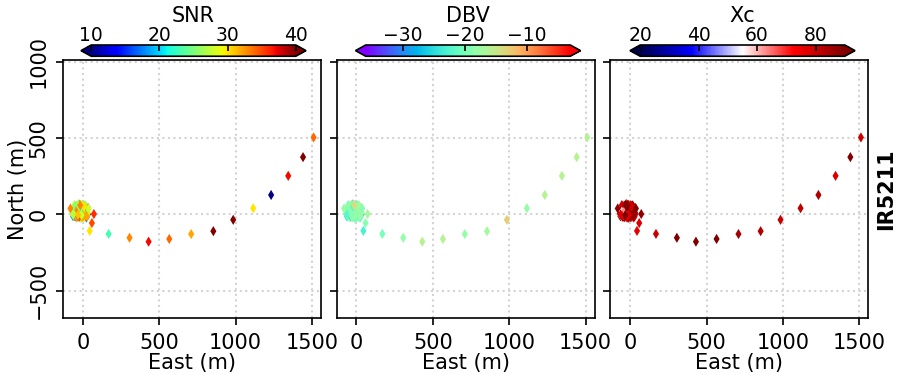 SNR DBV Xc
10 20 30 40 −30 −20 −10 20 40 60 80
1000
500
0
−500
North (m)
IR5211
0 500 1000 1500 0 500 1000 1500 0 500 1000 1500
East (m) East (m) East (m)